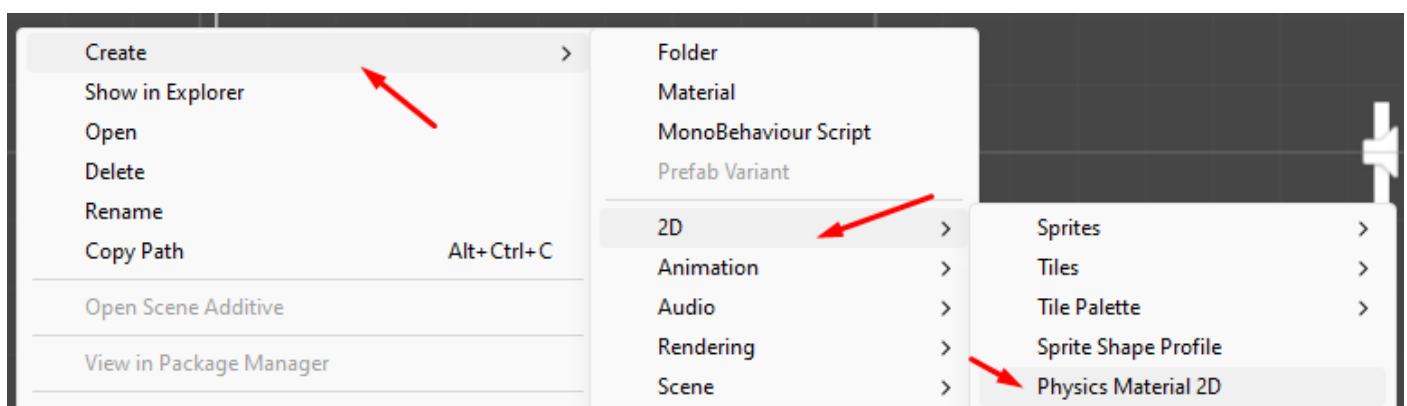 Create
Show in Explorer
Open
Delete
Rename
Copy Path Alt+Ctrl+C
Open Scene Additive
View in Package Manager
Folder
Material
MonoBehaviour Script
Prefab Variant
2D
Animation
Audio
Rendering
Scene
Sprites
Tiles
Tile Palette
Sprite Shape Profile
Physics Material 2D